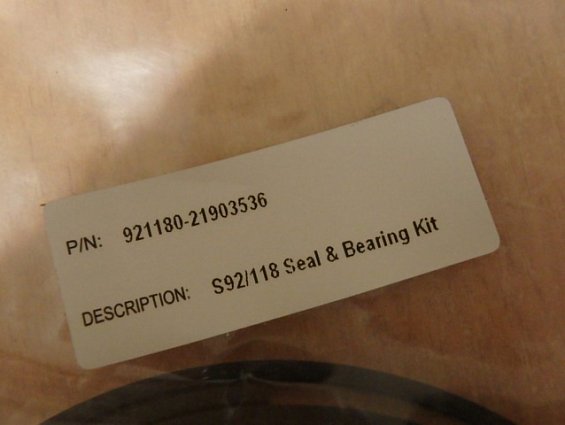 P/N: 921180-21903536
DESCRIPTION: S92/118 Seal & Bearing Kit